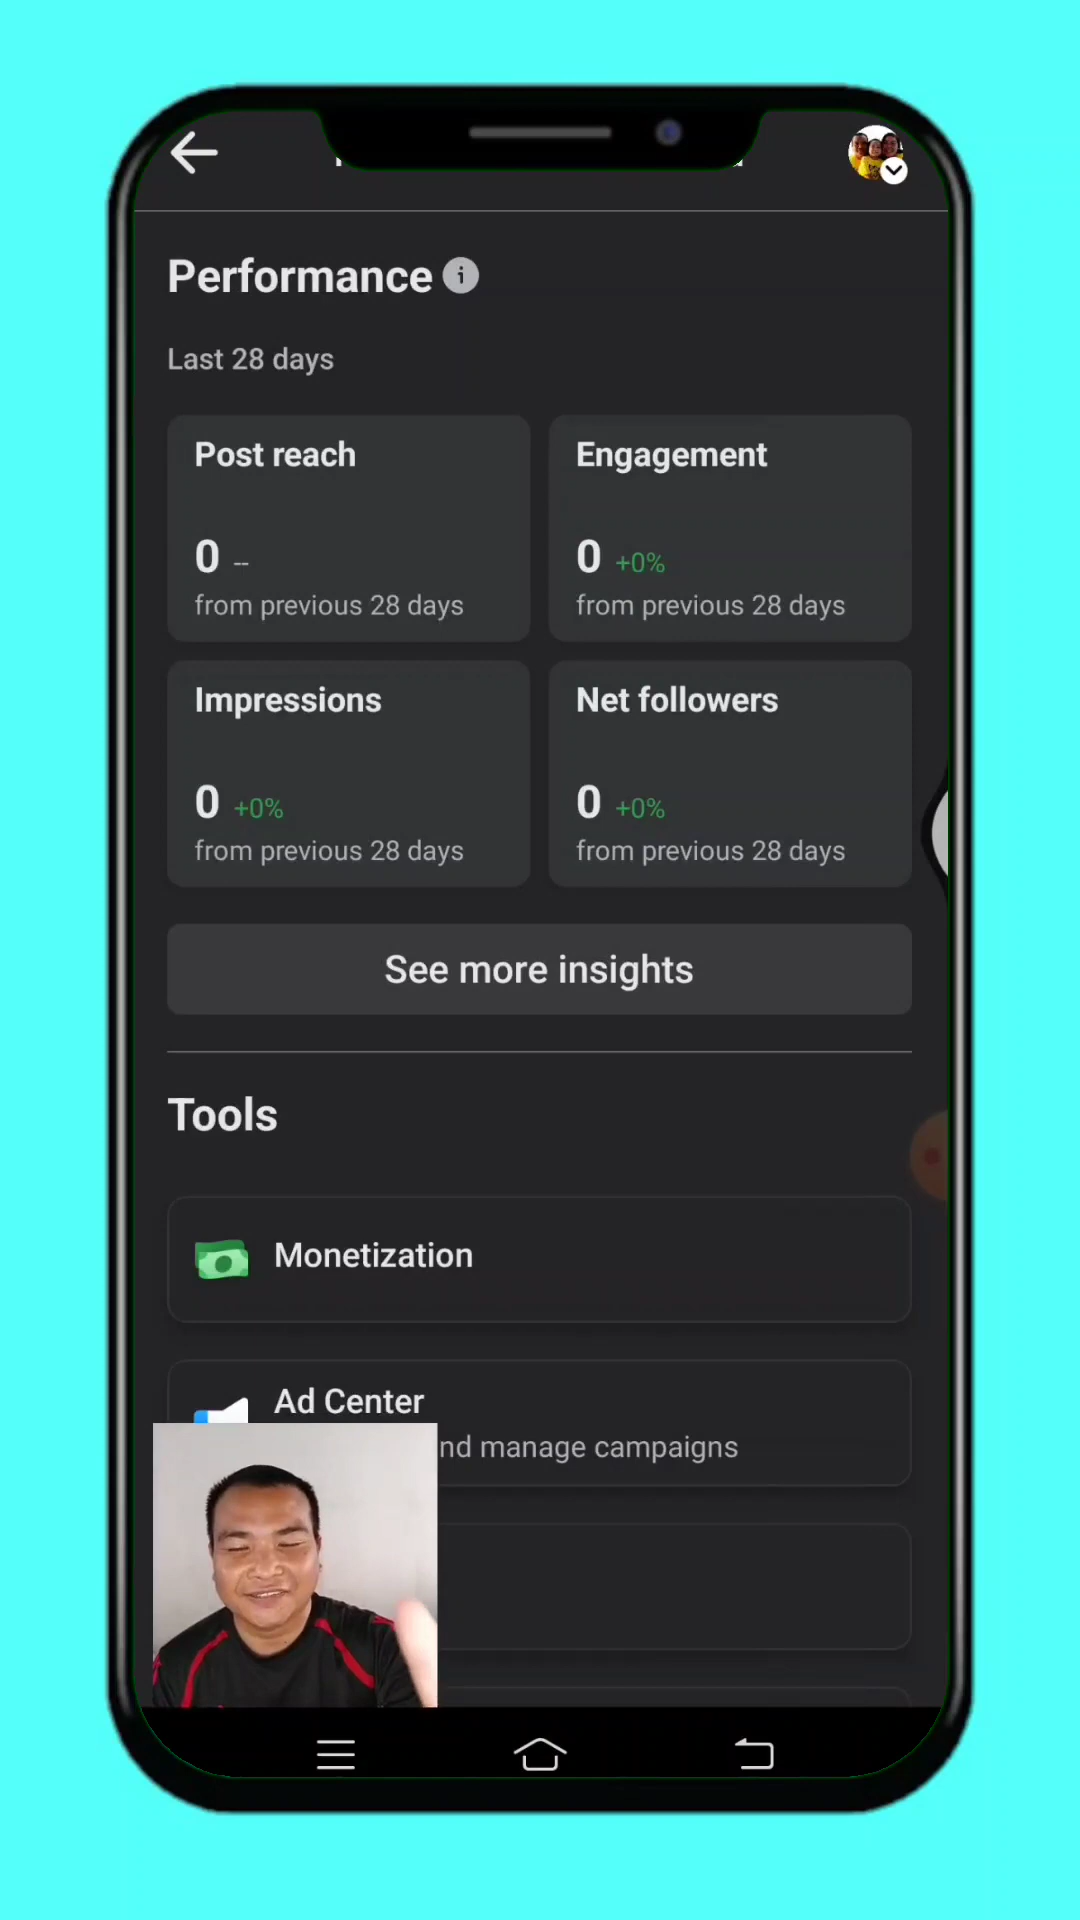 Performance
Last 28 days
Post reach
0 --
from previous 28 days
Engagement
0 +0%
from previous 28 days
Impressions
0 +0%
from previous 28 days
Net followers
0 +0%
from previous 28 days
See more insights
Tools
Monetization
Ad Center
nd manage campaigns